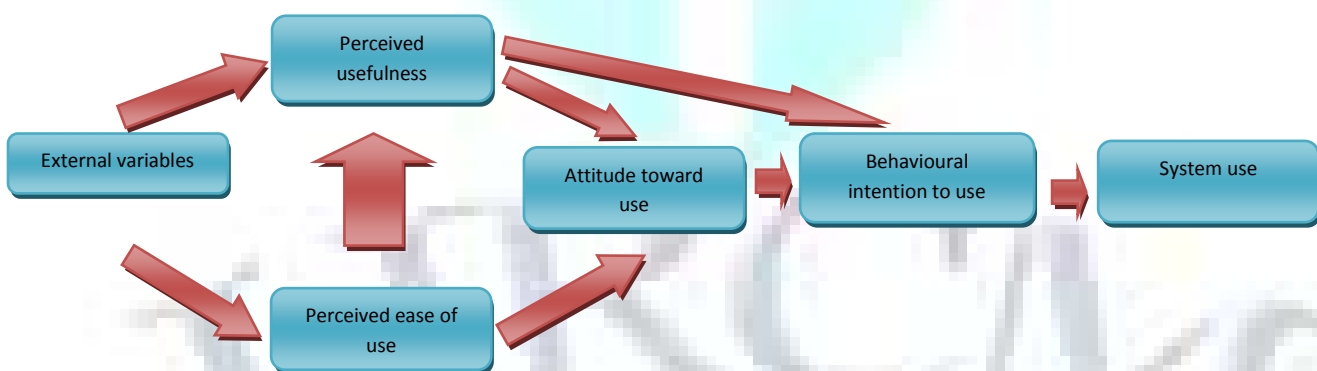 Perceived
usefulness
External variables
Attitude toward
use
Behavioural
intention to use
System use
Perceived ease of
use